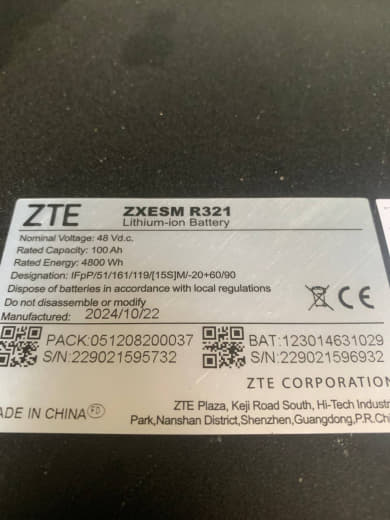 ZTE ZXESM R321
Lithium-ion Battery
Nominal Voltage: 48 Vd.c.
Rated Capacity: 100 Ah
Rated Energy: 4800 Wh
Designation: IFpP/51/161/119/[15S]M/-20+60/90
Dispose of batteries in accordance with local regulations
Do not disassemble or modify
Manufactured: 2024/10/22
CE
PACK:051208200037
S/N:229021595732
BAT:123014631029
S/N:229021596932
ZTE CORPORATION
ADE IN CHINA FD
ZTE Plaza, Keji Road South, Hi-Tech Industr
Park,Nanshan District,Shenzhen,Guangdong,P.R.Chi